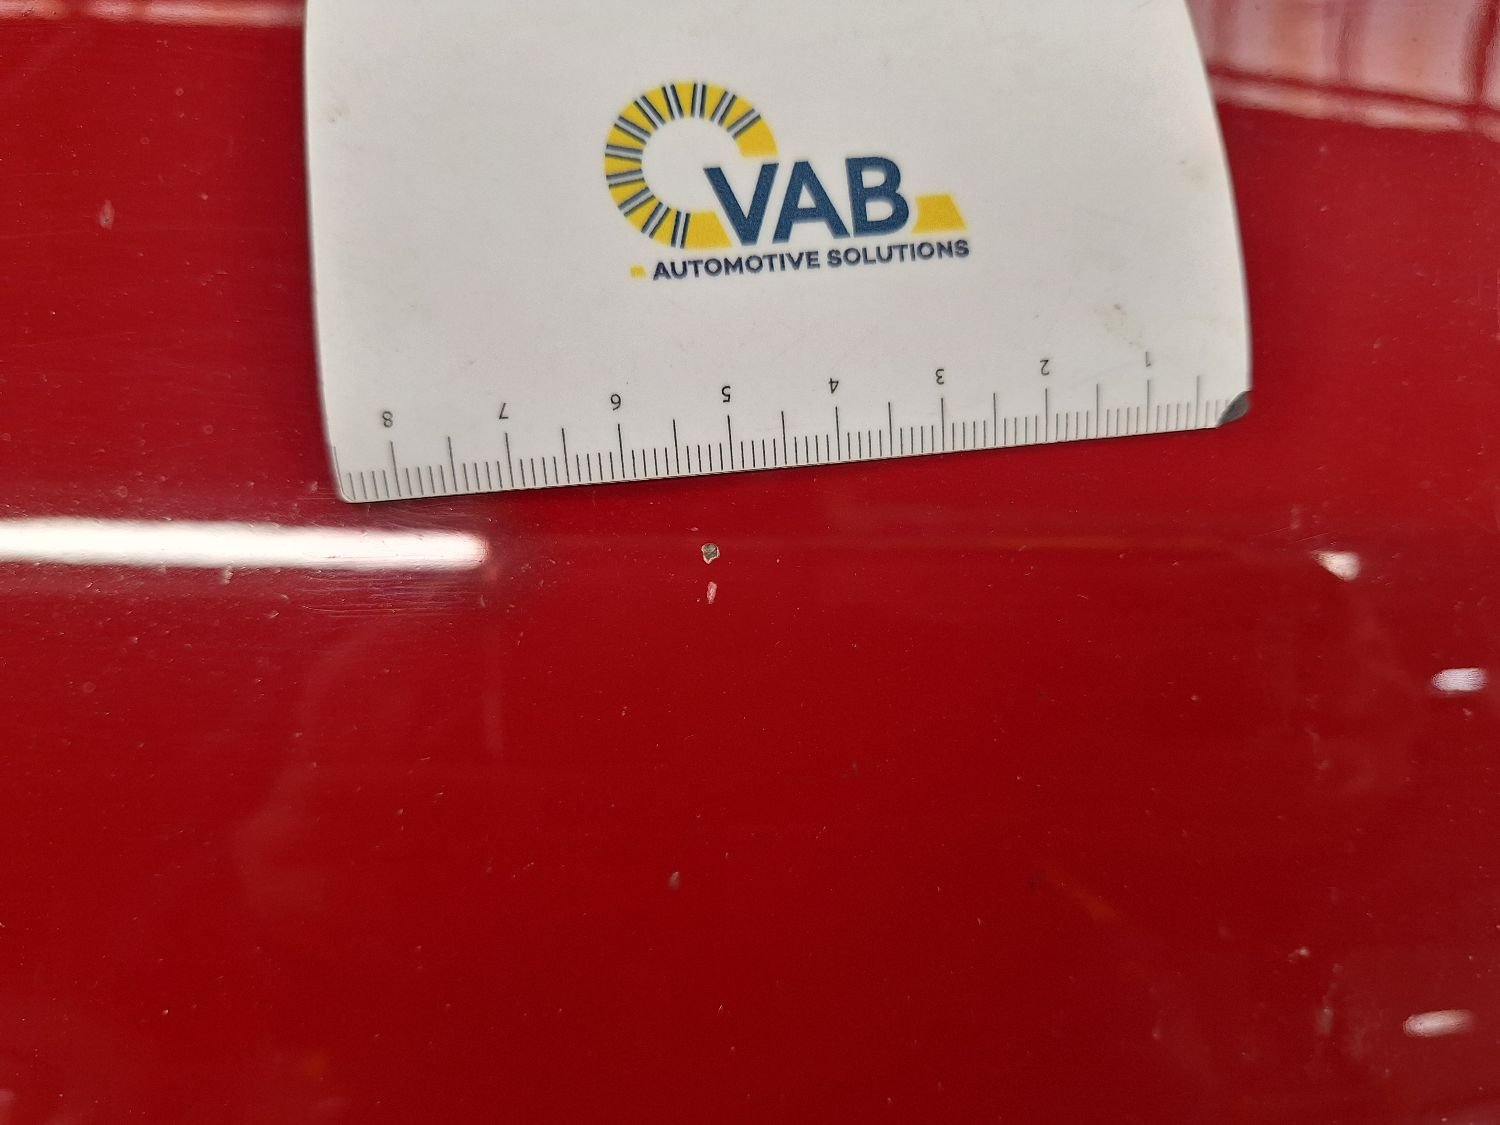 VAB
AUTOMOTIVE SOLUTIONS
8 7 6 5 4 3 2 1